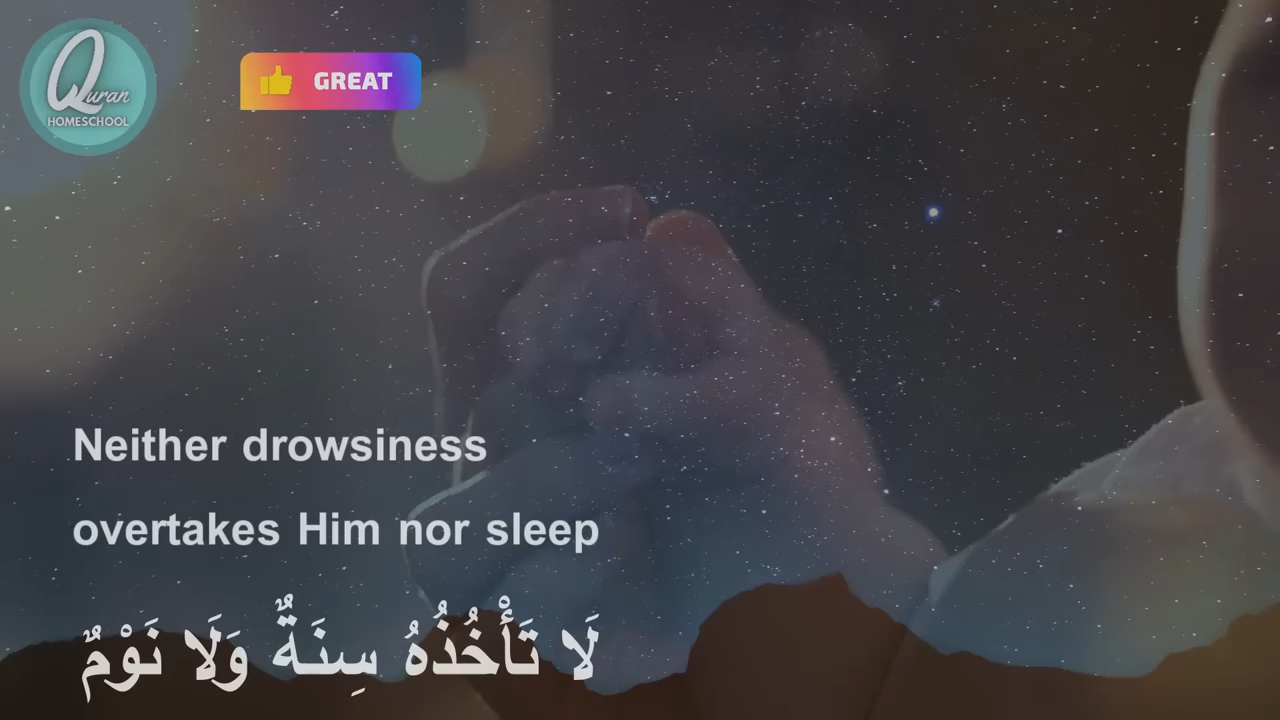 Quran
HOMESCHOOL
GREAT
Neither drowsiness
overtakes Him nor sleep
لَا تَأْخُذُهُ سِنَةٌ وَلَا نَوْمٌ